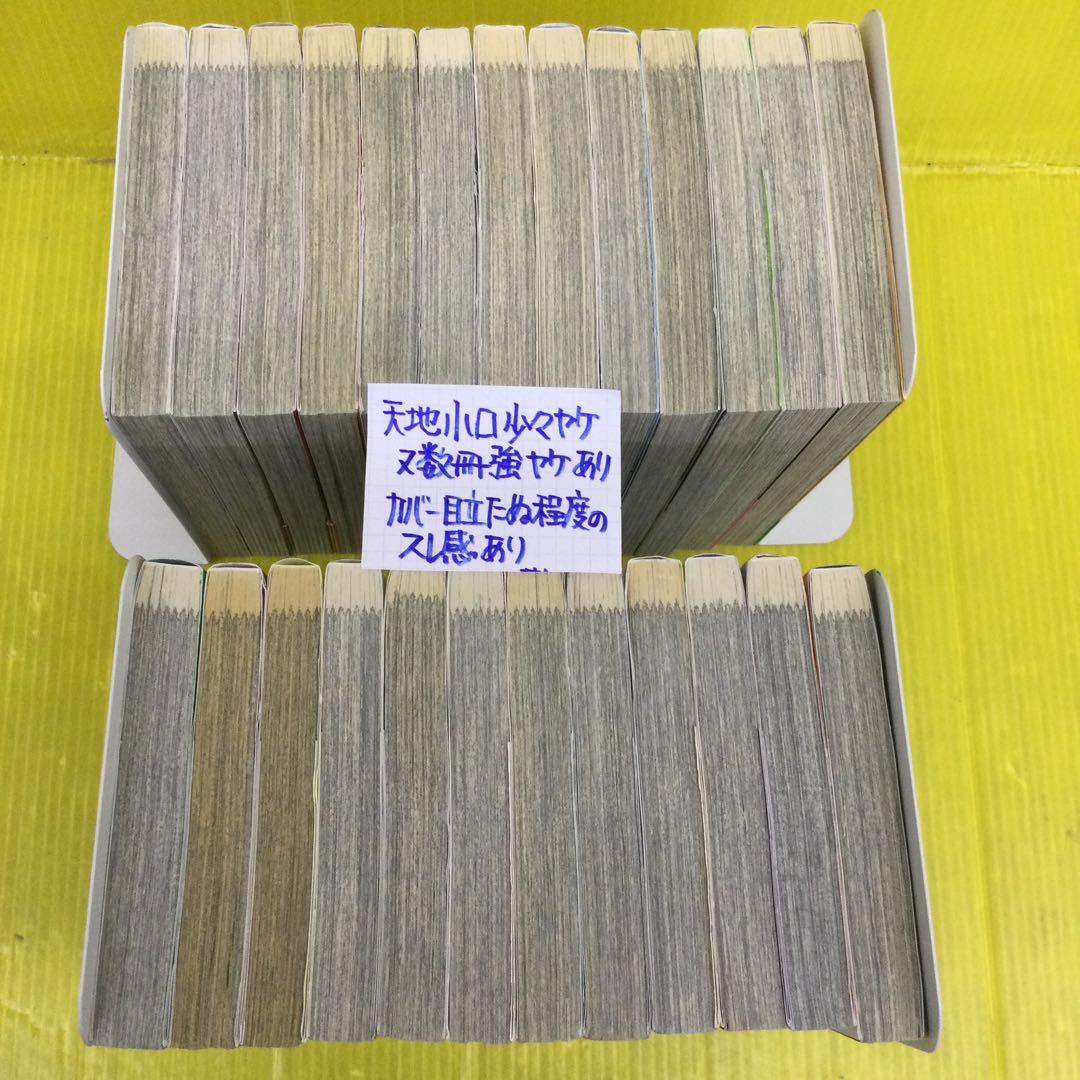 天地小口少々ヤケ
又数冊強ヤケあり
カバー目立たぬ程度の
スレ感あり